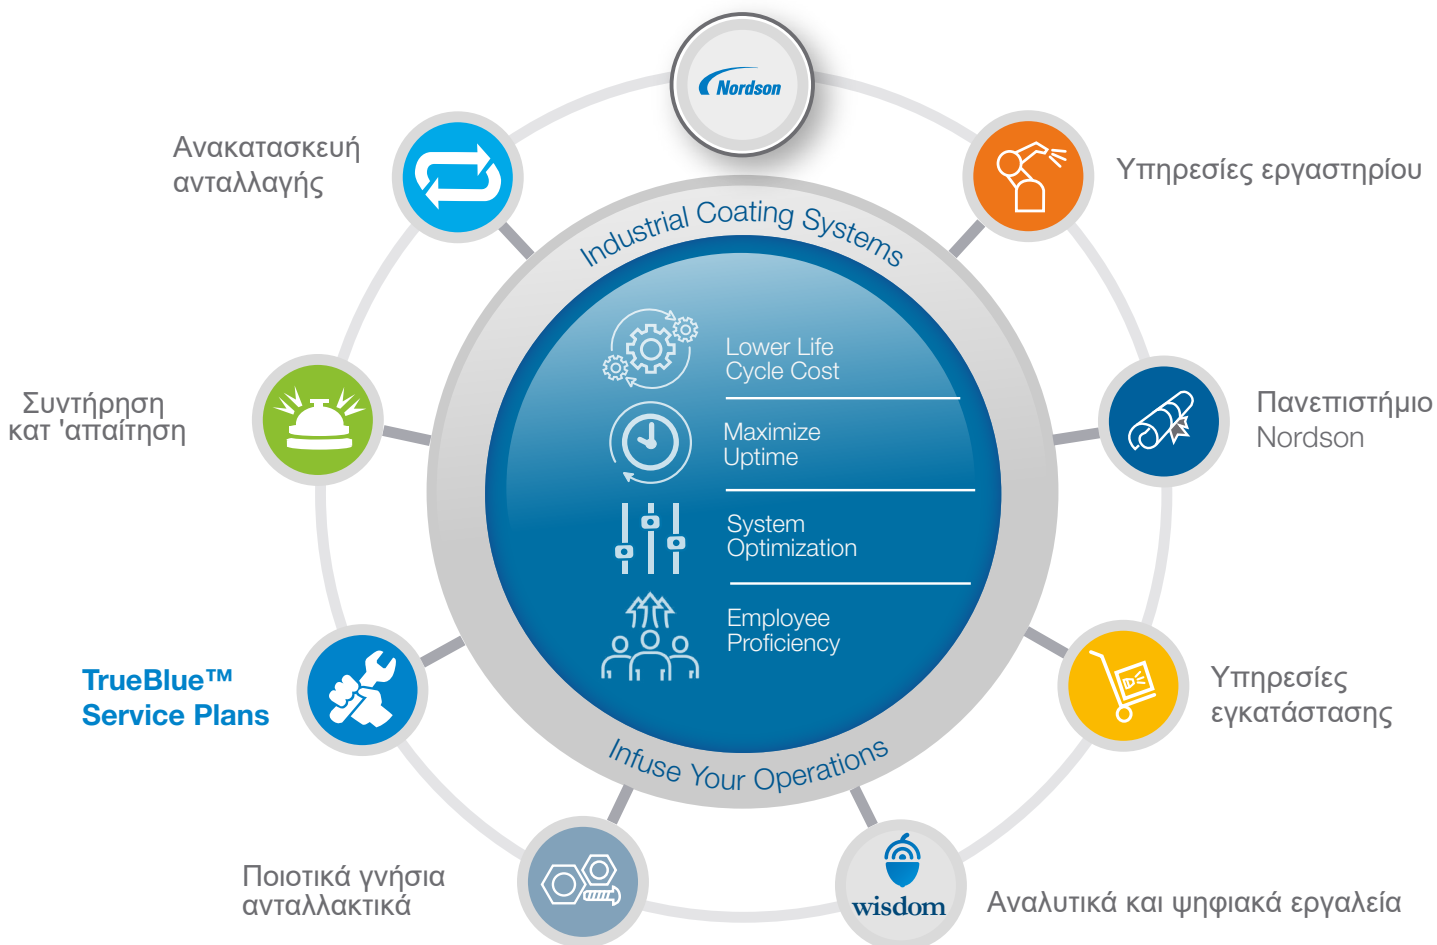 Nordson
Ανακατασκευή
ανταλλαγής
Υπηρεσίες εργαστηρίου
Industrial Coating Systems
Lower Life
Cycle Cost
Maximize
Uptime
System
Optimization
Employee
Proficiency
Infuse Your Operations
Συντήρηση
κατ 'απαίτηση
Πανεπιστήμιο
Nordson
TrueBlue™
Service Plans
Υπηρεσίες
εγκατάστασης
Ποιοτικά γνήσια
ανταλλακτικά
wisdom
Αναλυτικά και ψηφιακά εργαλεία